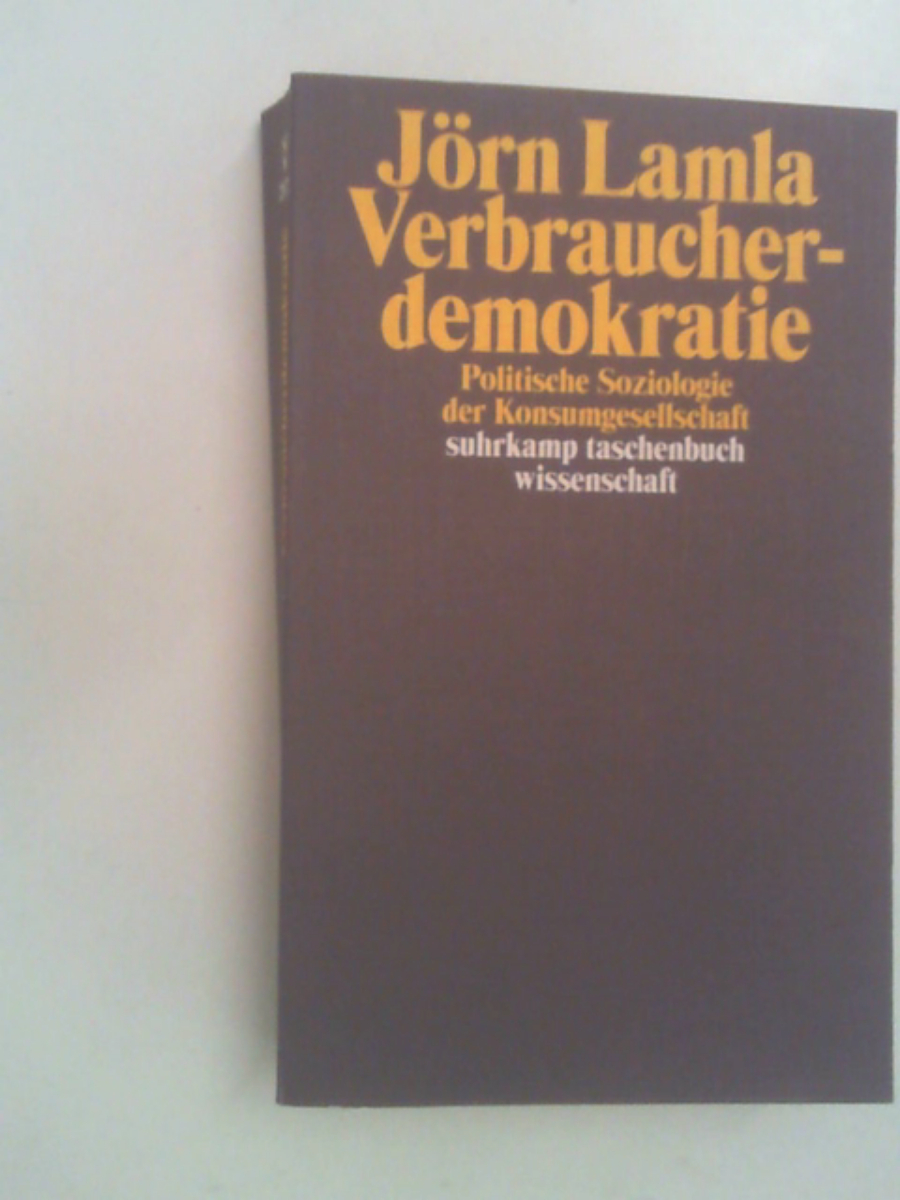 Jörn Lamla
Verbraucher-
demokratie
Politische Soziologie
der Konsumgesellschaft
suhrkamp taschenbuch
wissenschaft